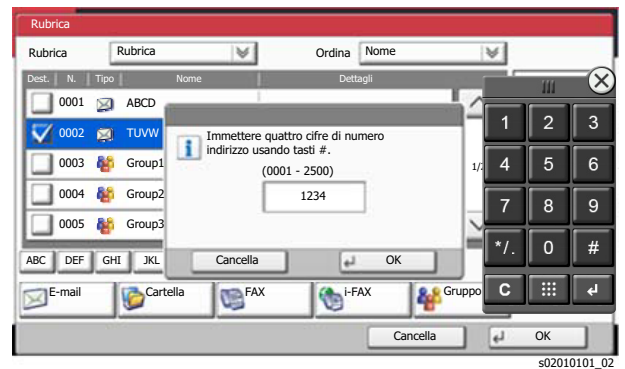 Rubrica
Rubrica Rubrica Ordina Nome
Dest. N. Tipo Nome Dettagli
0001 ABCD
0002 TUVW
0003 Group1
0004 Group2
0005 Group3
Immettere quattro cifre di numero
indirizzo usando tasti #.
(0001 - 2500)
1234
Cancella OK
1/
1 2 3
4 5 6
7 8 9
*/. 0 #
C
ABC DEF GHI JKL
E-mail Cartella FAX i-FAX Gruppo
Cancella OK
s02010101_02